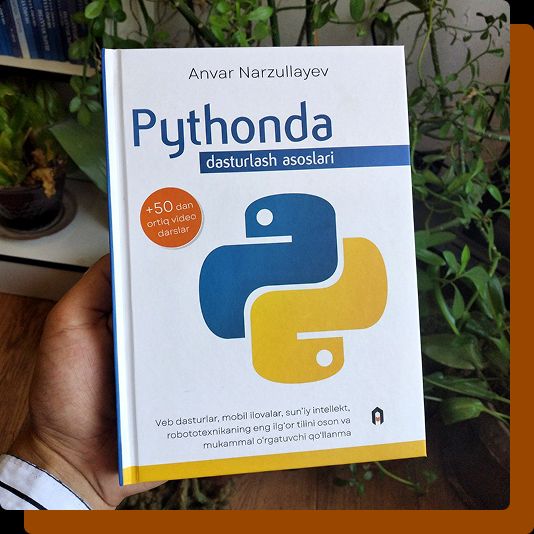 Anvar Narzullayev
Pythonda
dasturlash asoslari
+50 dan
ortiq video
darslar
Veb dasturlar, mobil ilovalar, sun'iy intellekt,
robototexnikaning eng ilg'or tilini oson va
mukammal o'rgatuvchi qo'llanma